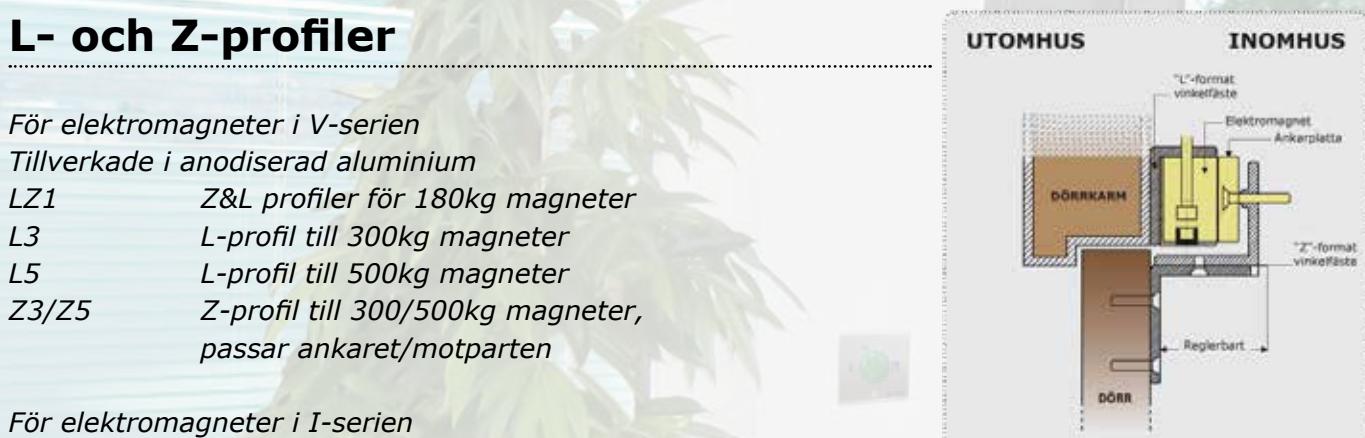 L- och Z-profiler
För elektromagneter i V-serien
Tillverkade i anodiserad aluminium
LZ1 Z&L profiler för 180kg magneter
L3 L-profil till 300kg magneter
L5 L-profil till 500kg magneter
Z3/Z5 Z-profil till 300/500kg magneter,
passar ankaret/motparten
För elektromagneter i I-serien
UTOMHUS INOMHUS
"L"-format
vinkelfäste
Elektromagnet
Ankarplatta
DÖRRKARM
"Z"-format
vinkelfäste
Reglerbart
DÖRR